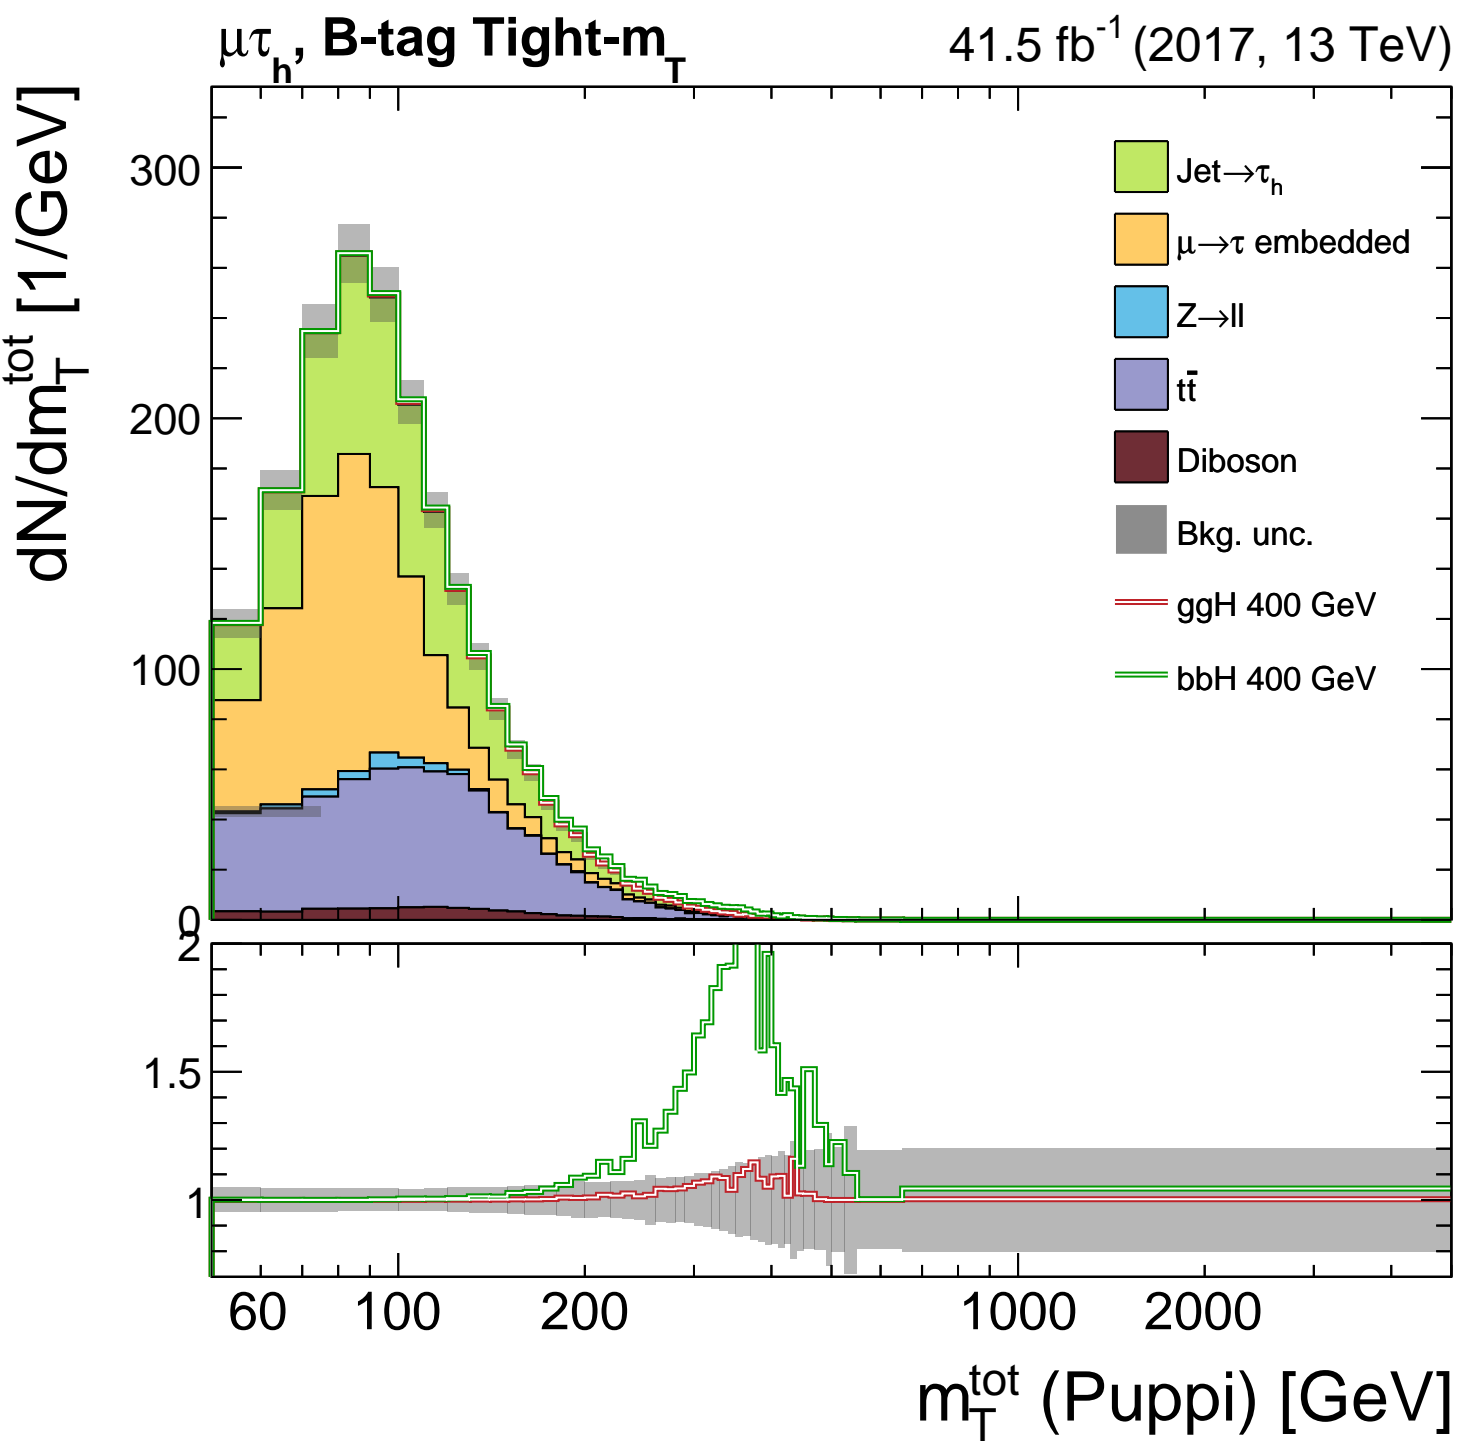 μτh, B-tag Tight-mT
41.5 fb-1 (2017, 13 TeV)
dN/dmTtot [1/GeV]
300
200
100
0
Jet→τh
μ→τ embedded
Z→ll
tt̄
Diboson
Bkg. unc.
ggH 400 GeV
bbH 400 GeV
2
1.5
1
60 100 200 1000 2000
mTtot (Puppi) [GeV]